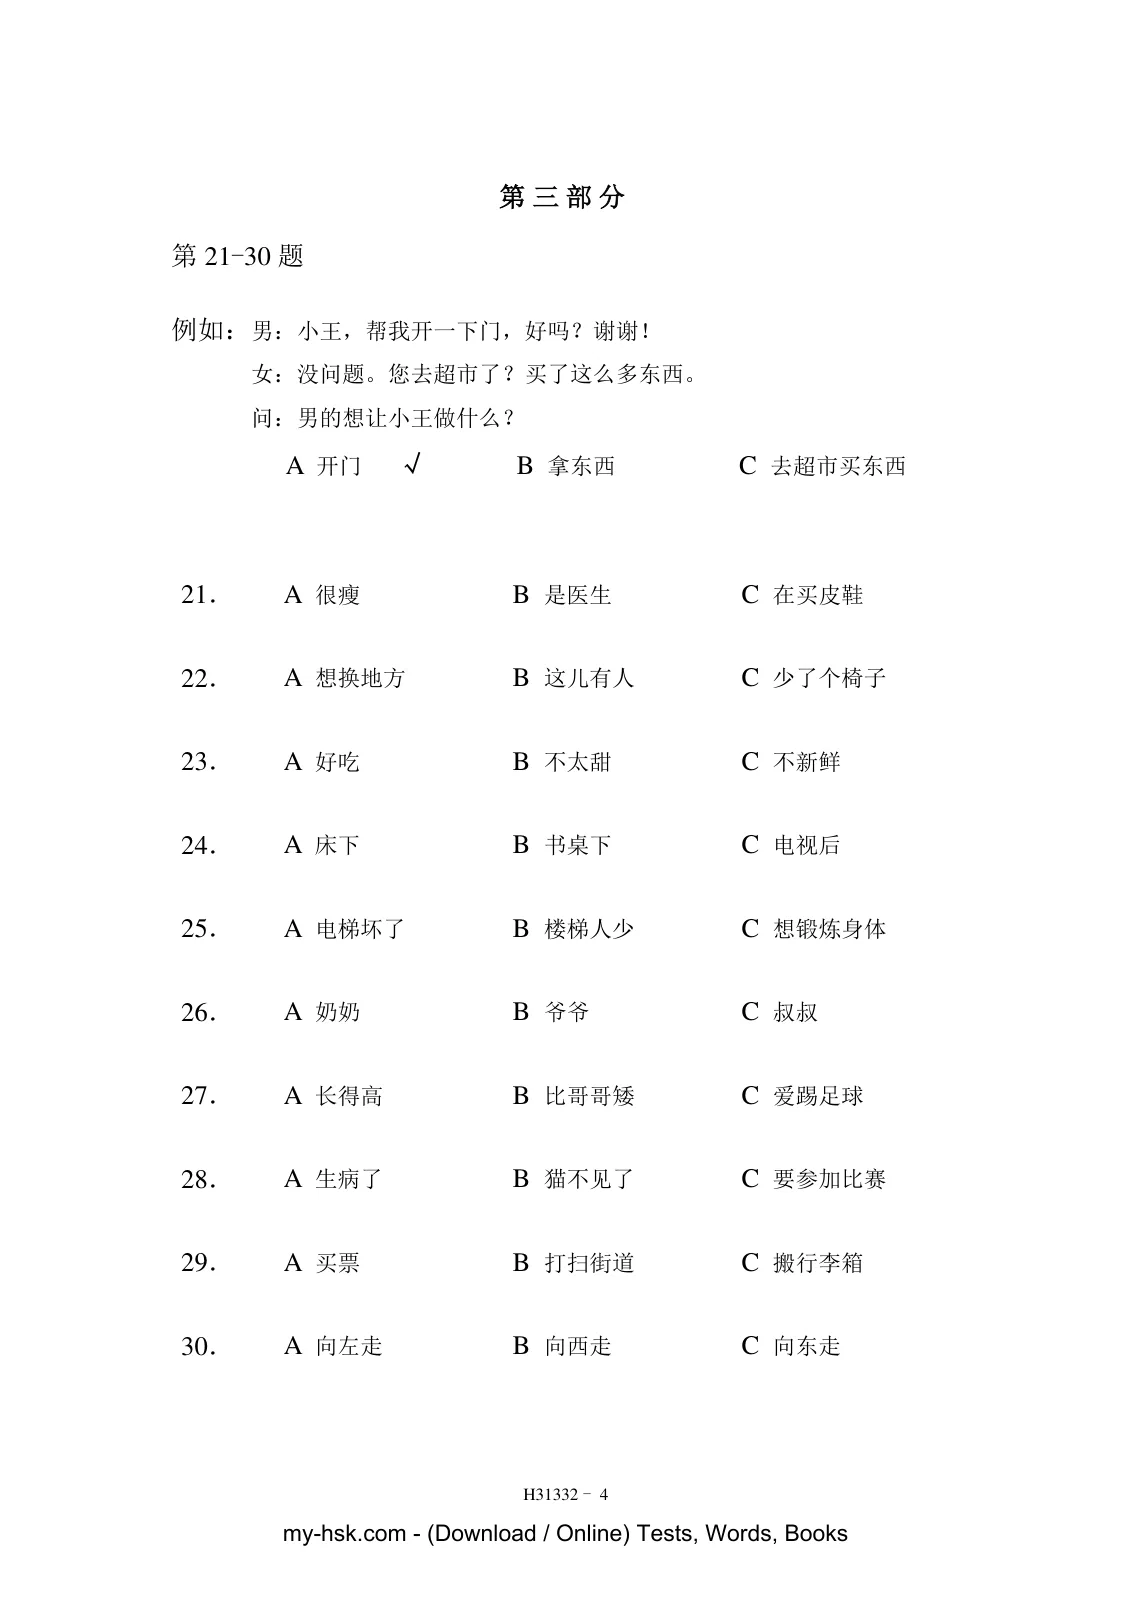 第三部分
第 21-30 题
例如：男：小王，帮我开一下门，好吗？谢谢！
女：没问题。您去超市了？买了这么多东西。
问：男的想让小王做什么？
A 开门 √ B 拿东西 C 去超市买东西
21． A 很瘦 B 是医生 C 在买皮鞋
22． A 想换地方 B 这儿有人 C 少了个椅子
23． A 好吃 B 不太甜 C 不新鲜
24． A 床下 B 书桌下 C 电视后
25． A 电梯坏了 B 楼梯人少 C 想锻炼身体
26． A 奶奶 B 爷爷 C 叔叔
27． A 长得高 B 比哥哥矮 C 爱踢足球
28． A 生病了 B 猫不见了 C 要参加比赛
29． A 买票 B 打扫街道 C 搬行李箱
30． A 向左走 B 向西走 C 向东走
H31332－ 4
my-hsk.com - (Download / Online) Tests, Words, Books